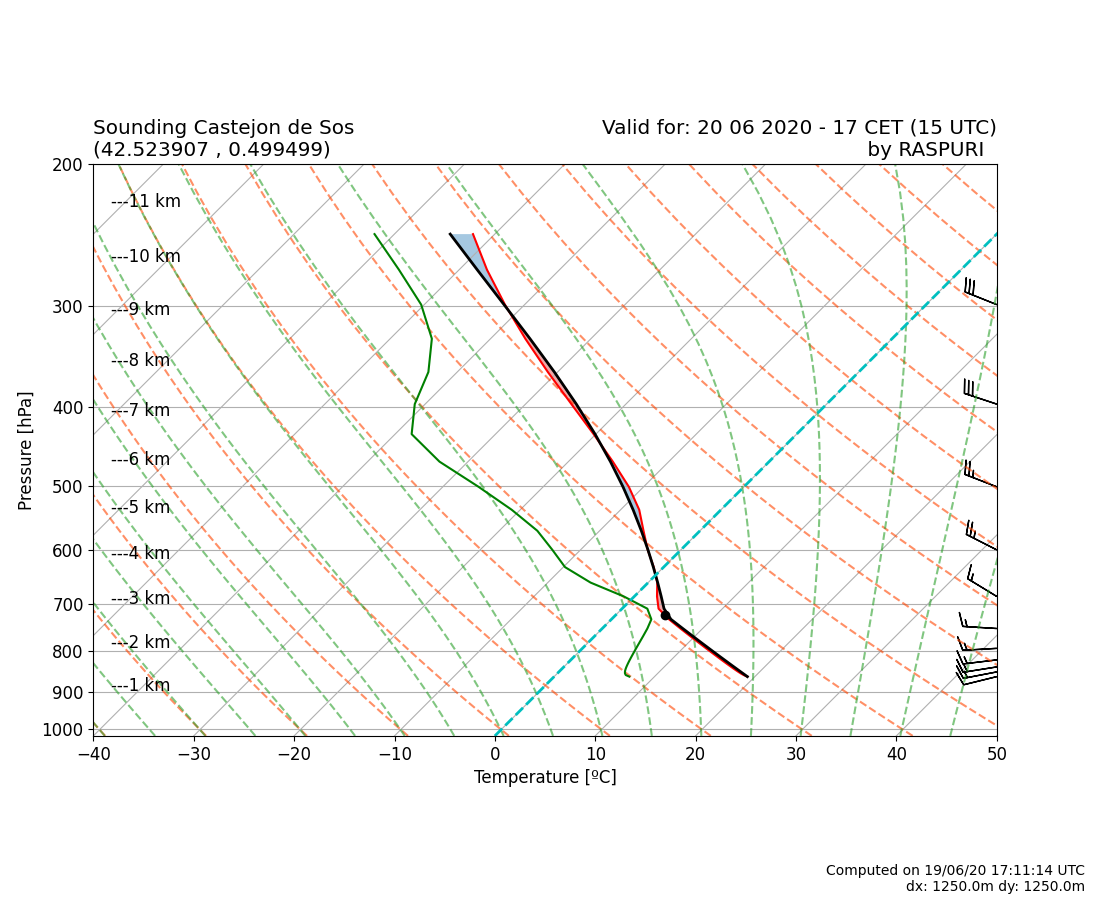 Sounding Castejon de Sos
(42.523907 , 0.499499)
Valid for: 20 06 2020 - 17 CET (15 UTC)
by RASPURI
200
300
400
500
600
700
800
900
1000
Pressure [hPa]
---11 km
---10 km
---9 km
---8 km
---7 km
---6 km
---5 km
---4 km
---3 km
---2 km
---1 km
−40 −30 −20 −10 0 10 20 30 40 50
Temperature [ºC]
Computed on 19/06/20 17:11:14 UTC
dx: 1250.0m dy: 1250.0m